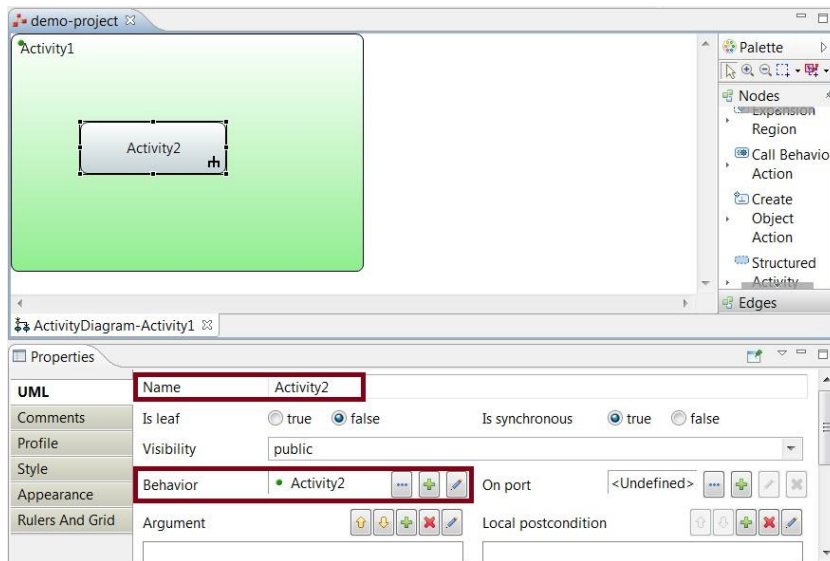 demo-project
Activity1
Activity2
Palette
Nodes
Expansion
Region
Call Behavio
Action
Create
Object
Action
Structured
Activity
Edges
ActivityDiagram-Activity1
Properties
UML
Name Activity2
Comments
Is leaf true false Is synchronous true false
Profile
Visibility public
Style
Behavior Activity2 On port <Undefined>
Appearance
Rulers And Grid
Argument Local postcondition